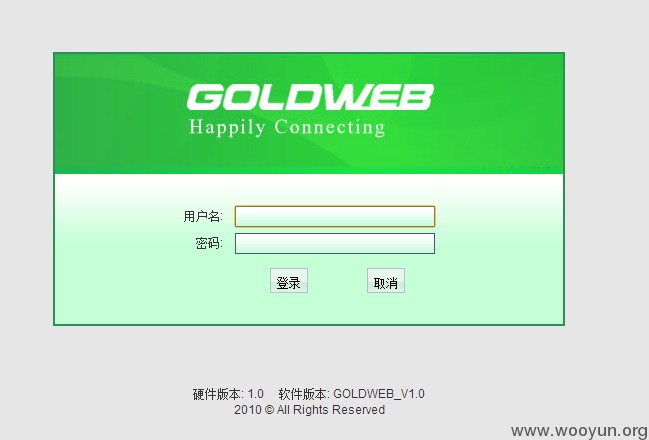 GOLDWEB
Happily Connecting
用户名:
密码:
登录 取消
硬件版本: 1.0 软件版本: GOLDWEB_V1.0
2010 © All Rights Reserved
www.wooyun.org